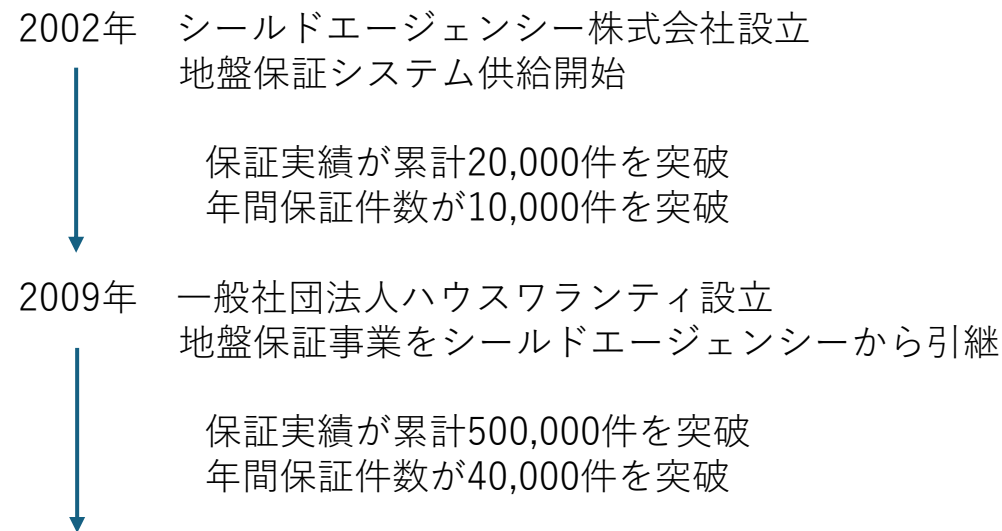 2002年　シールドエージェンシー株式会社設立
地盤保証システム供給開始
保証実績が累計20,000件を突破
年間保証件数が10,000件を突破
2009年　一般社団法人ハウスワランティ設立
地盤保証事業をシールドエージェンシーから引継
保証実績が累計500,000件を突破
年間保証件数が40,000件を突破